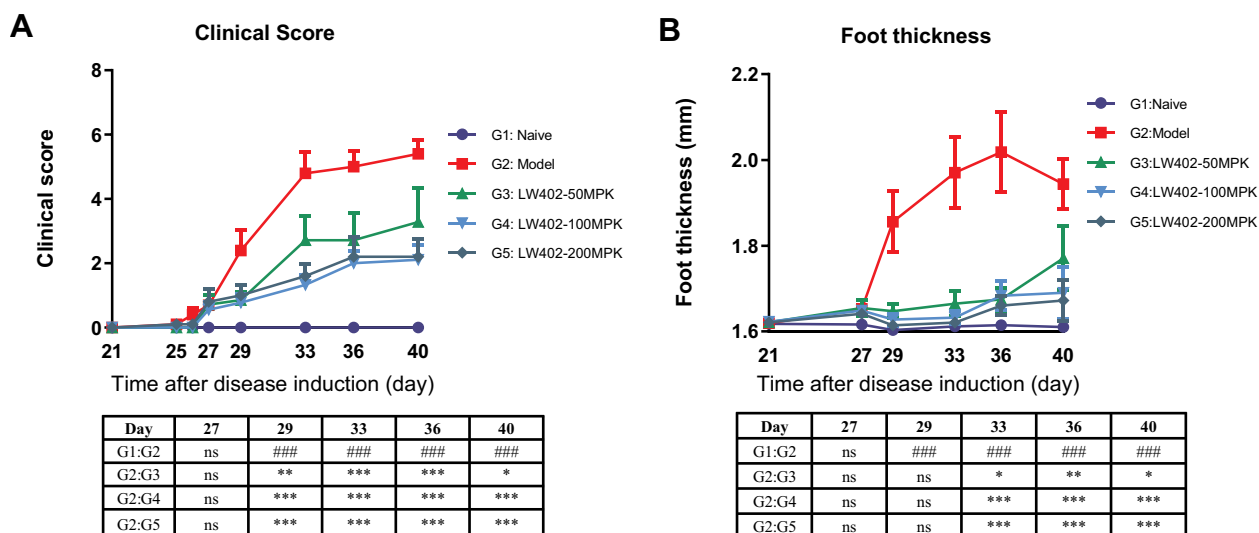 A
Clinical Score
Clinical score
8
6
4
2
0
21 25 27 29 33 36 40
Time after disease induction (day)
G1: Naive
G2: Model
G3: LW402-50MPK
G4: LW402-100MPK
G5: LW402-200MPK
Day 27 29 33 36 40
G1:G2 ns ### ### ### ###
G2:G3 ns ** *** *** *
G2:G4 ns *** *** *** ***
G2:G5 ns *** *** *** ***
B
Foot thickness
Foot thickness (mm)
2.2
2.0
1.8
1.6
21 27 29 33 36 40
Time after disease induction (day)
G1:Naive
G2:Model
G3:LW402-50MPK
G4:LW402-100MPK
G5:LW402-200MPK
Day 27 29 33 36 40
G1:G2 ns ### ### ### ###
G2:G3 ns ns * ** *
G2:G4 ns ns *** *** ***
G2:G5 ns ns *** *** ***